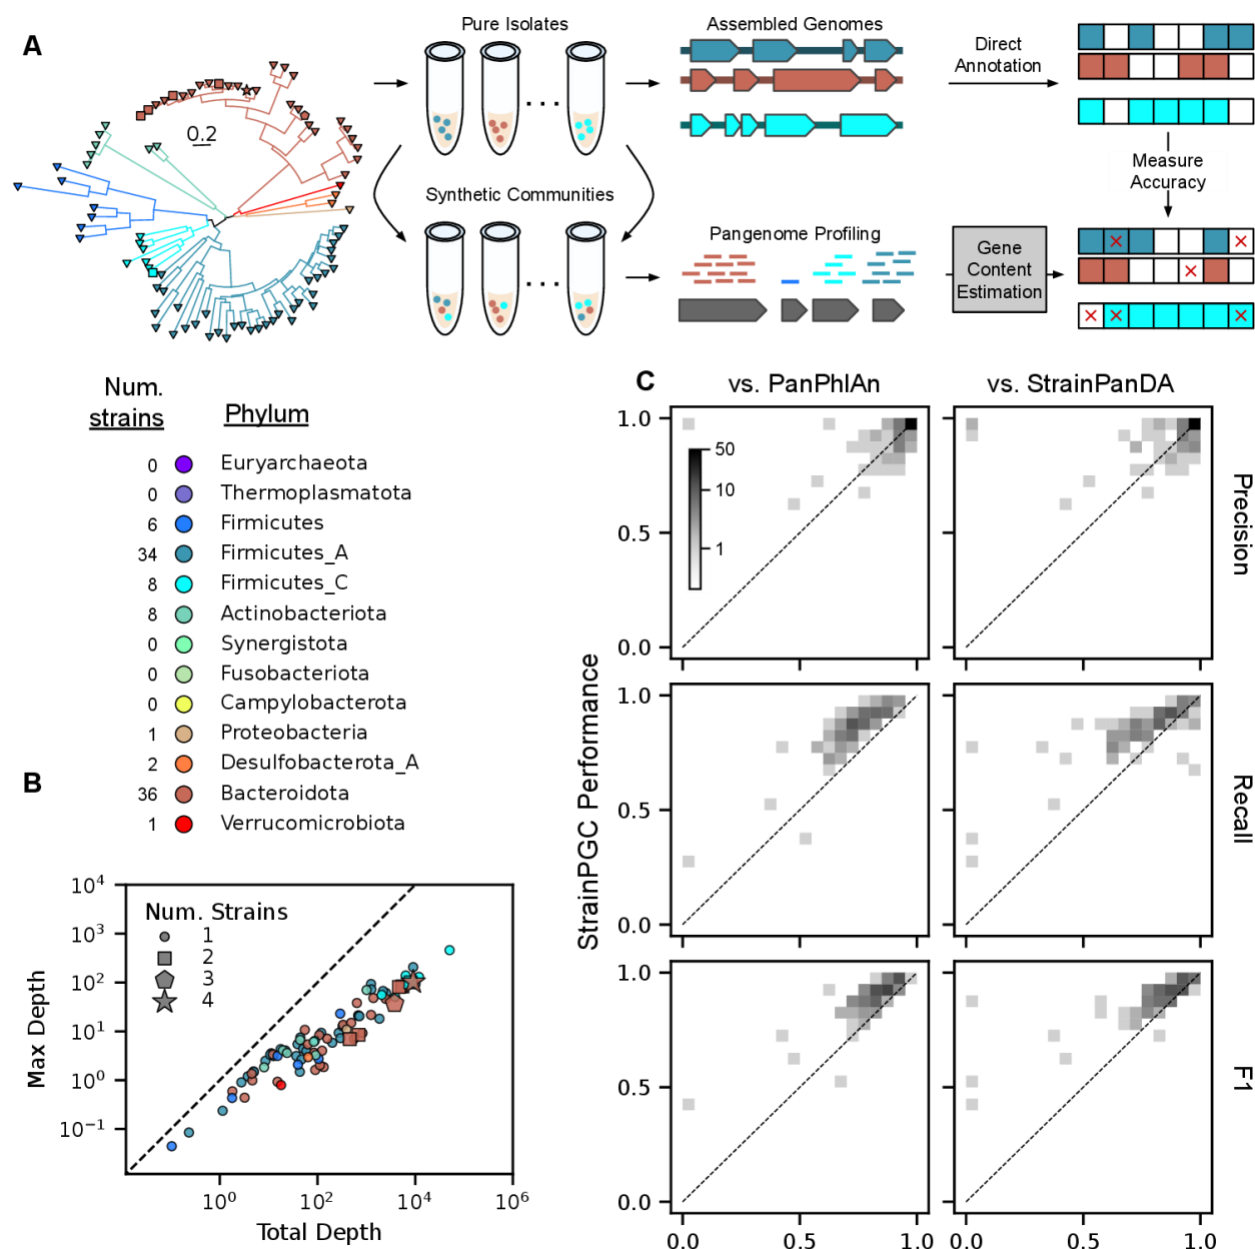 A
Pure Isolates
Assembled Genomes
Direct
Annotation
0.2
Measure
Accuracy
Synthetic Communities
Pangenome Profiling
Gene
Content
Estimation
Num.
strains
Phylum
0 Euryarchaeota
0 Thermoplasmatota
6 Firmicutes
34 Firmicutes_A
8 Firmicutes_C
8 Actinobacteriota
0 Synergistota
0 Fusobacteriota
0 Campylobacterota
1 Proteobacteria
2 Desulfobacterota_A
36 Bacteroidota
1 Verrucomicrobiota
B
Num. Strains
1
2
3
4
10⁴
10³
10²
10¹
10⁰
10⁻¹
Max Depth
10⁰ 10² 10⁴ 10⁶
Total Depth
C
vs. PanPhlAn
vs. StrainPanDA
1.0
0.5
0.0
50
10
1
Precision
1.0
0.5
0.0
Recall
StrainPGC Performance
1.0
0.5
0.0
F1
0.0 0.5 1.0
0.0 0.5 1.0